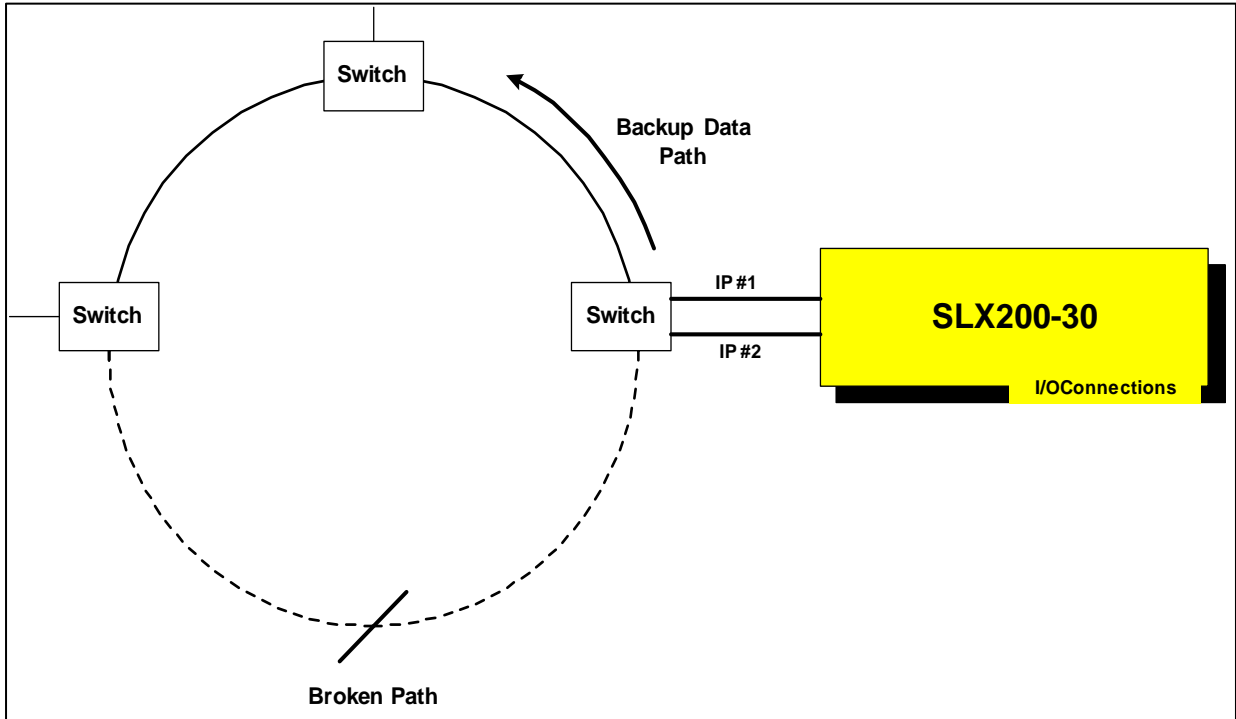 Switch
Backup Data
Path
Switch
Switch
IP #1
IP #2
SLX200-30
I/OConnections
Broken Path